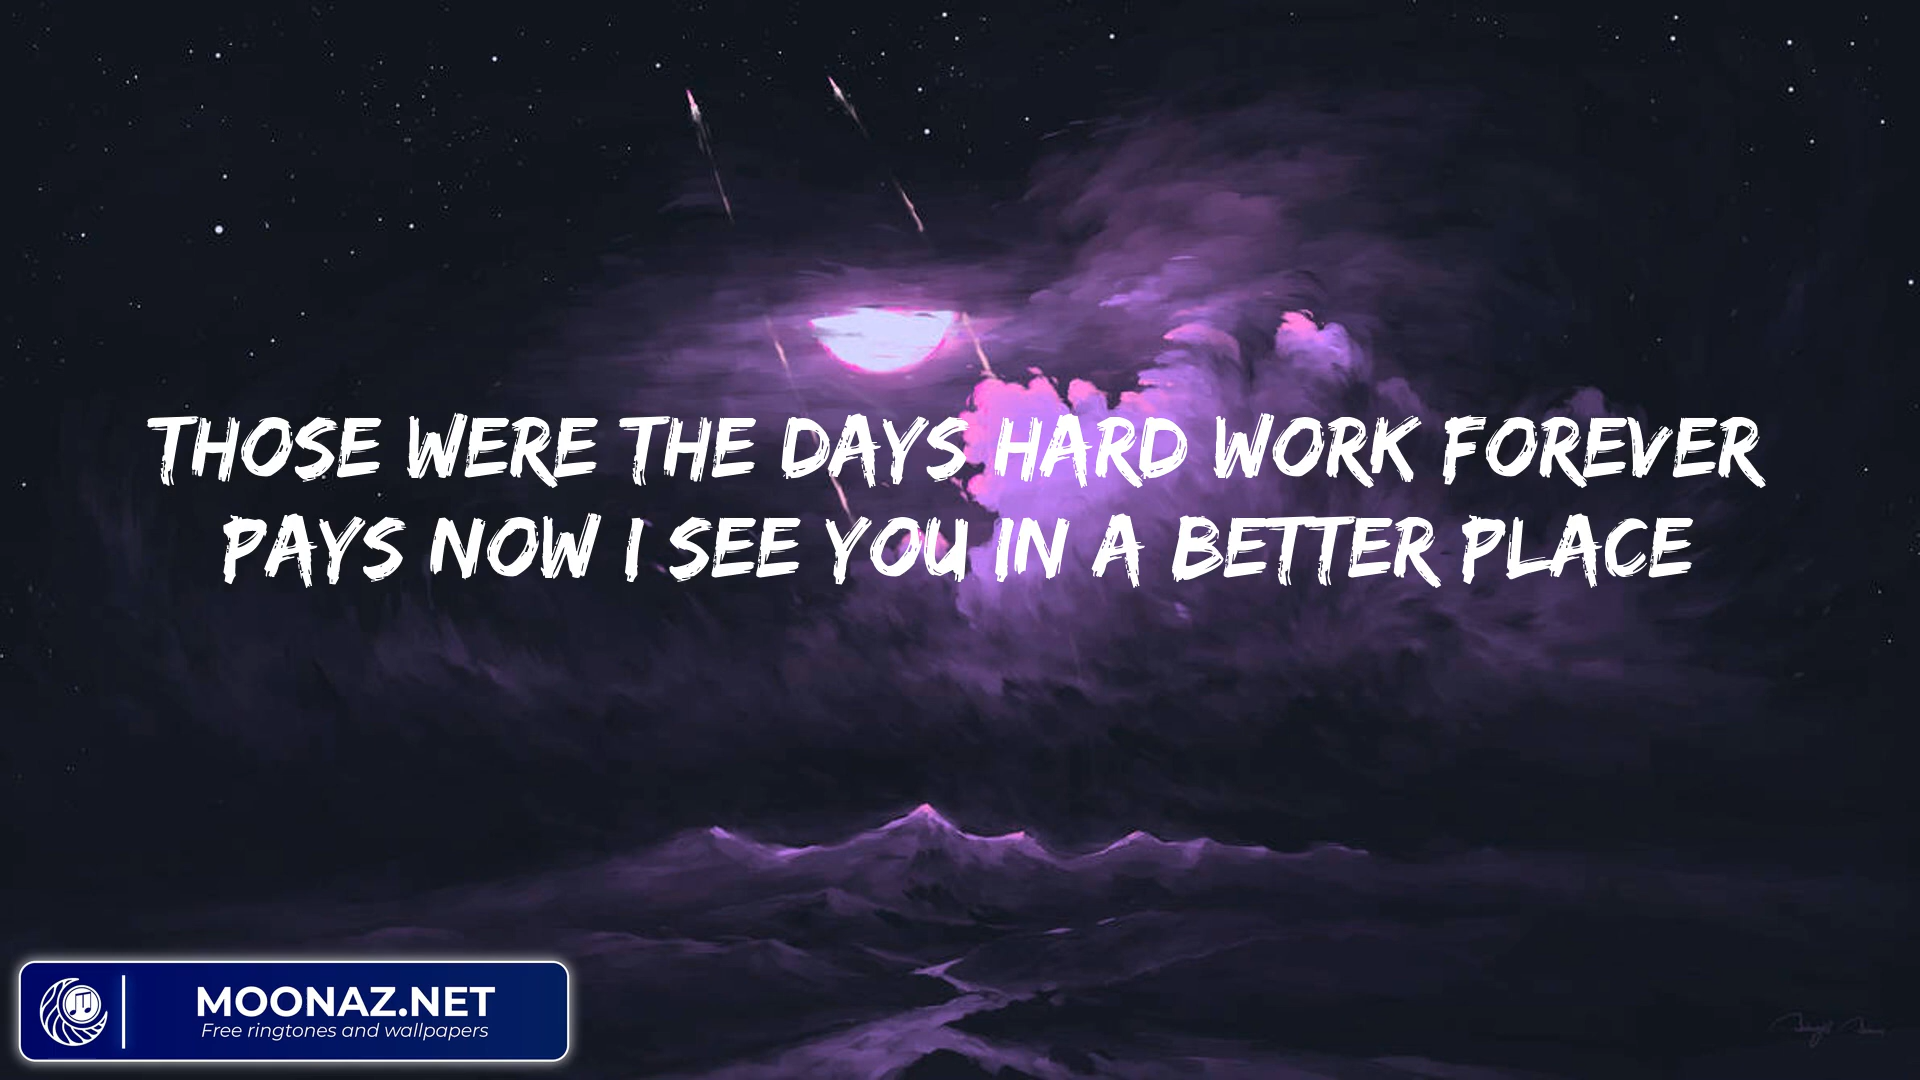 THOSE WERE THE DAYS HARD WORK FOREVER
PAYS NOW I SEE YOU IN A BETTER PLACE
MOONAZ.NET
Free ringtones and wallpapers